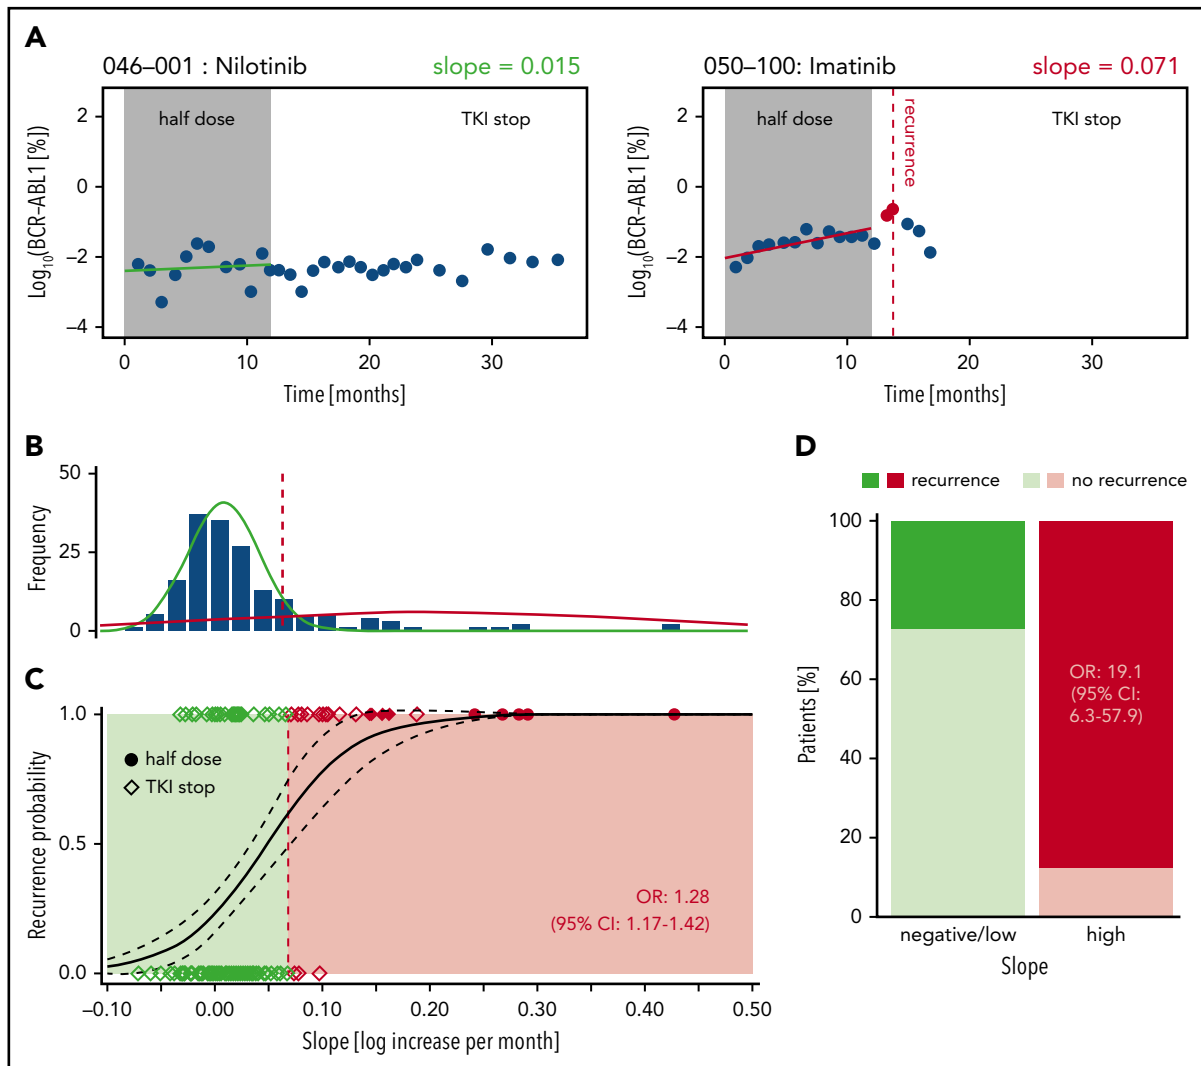 A
046–001 : Nilotinib
slope = 0.015
half dose
TKI stop
2
0
–2
–4
Log10(BCR–ABL1 [%])
0
10
20
30
Time [months]
050–100: Imatinib
slope = 0.071
half dose
recurrence
TKI stop
2
0
–2
–4
Log10(BCR–ABL1 [%])
0
10
20
30
Time [months]
B
50
25
0
Frequency
C
1.0
0.5
0.0
Recurrence probability
half dose
TKI stop
OR: 1.28
(95% CI: 1.17-1.42)
–0.10
0.00
0.10
0.20
0.30
0.40
0.50
Slope [log increase per month]
D
recurrence
no recurrence
100
80
60
40
20
0
Patients [%]
OR: 19.1
(95% CI:
6.3-57.9)
negative/low
high
Slope